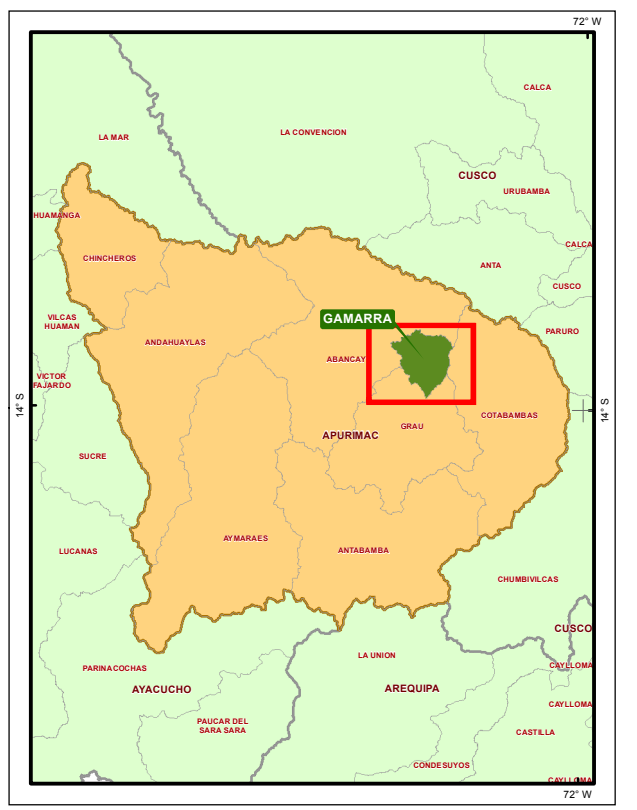 72° W
CALCA
LA CONVENCION
LA MAR
CUSCO
URUBAMBA
HUAMANGA
CALCA
CHINCHEROS
ANTA
CUSCO
GAMARRA
VILCAS
HUAMAN
PARURO
ANDAHUAYLAS
ABANCAY
VICTOR
FAJARDO
14° S
14° S
COTABAMBAS
GRAU
APURIMAC
SUCRE
AYMARAES
ANTABAMBA
LUCANAS
CHUMBIVILCAS
CUSCO
LA UNION
CAYLLOMA
PARINACOCHAS
AYACUCHO
AREQUIPA
CAYLLOMA
PAUCAR DEL
SARA SARA
CASTILLA
CONDESUYOS
CAYLLOMA
72° W